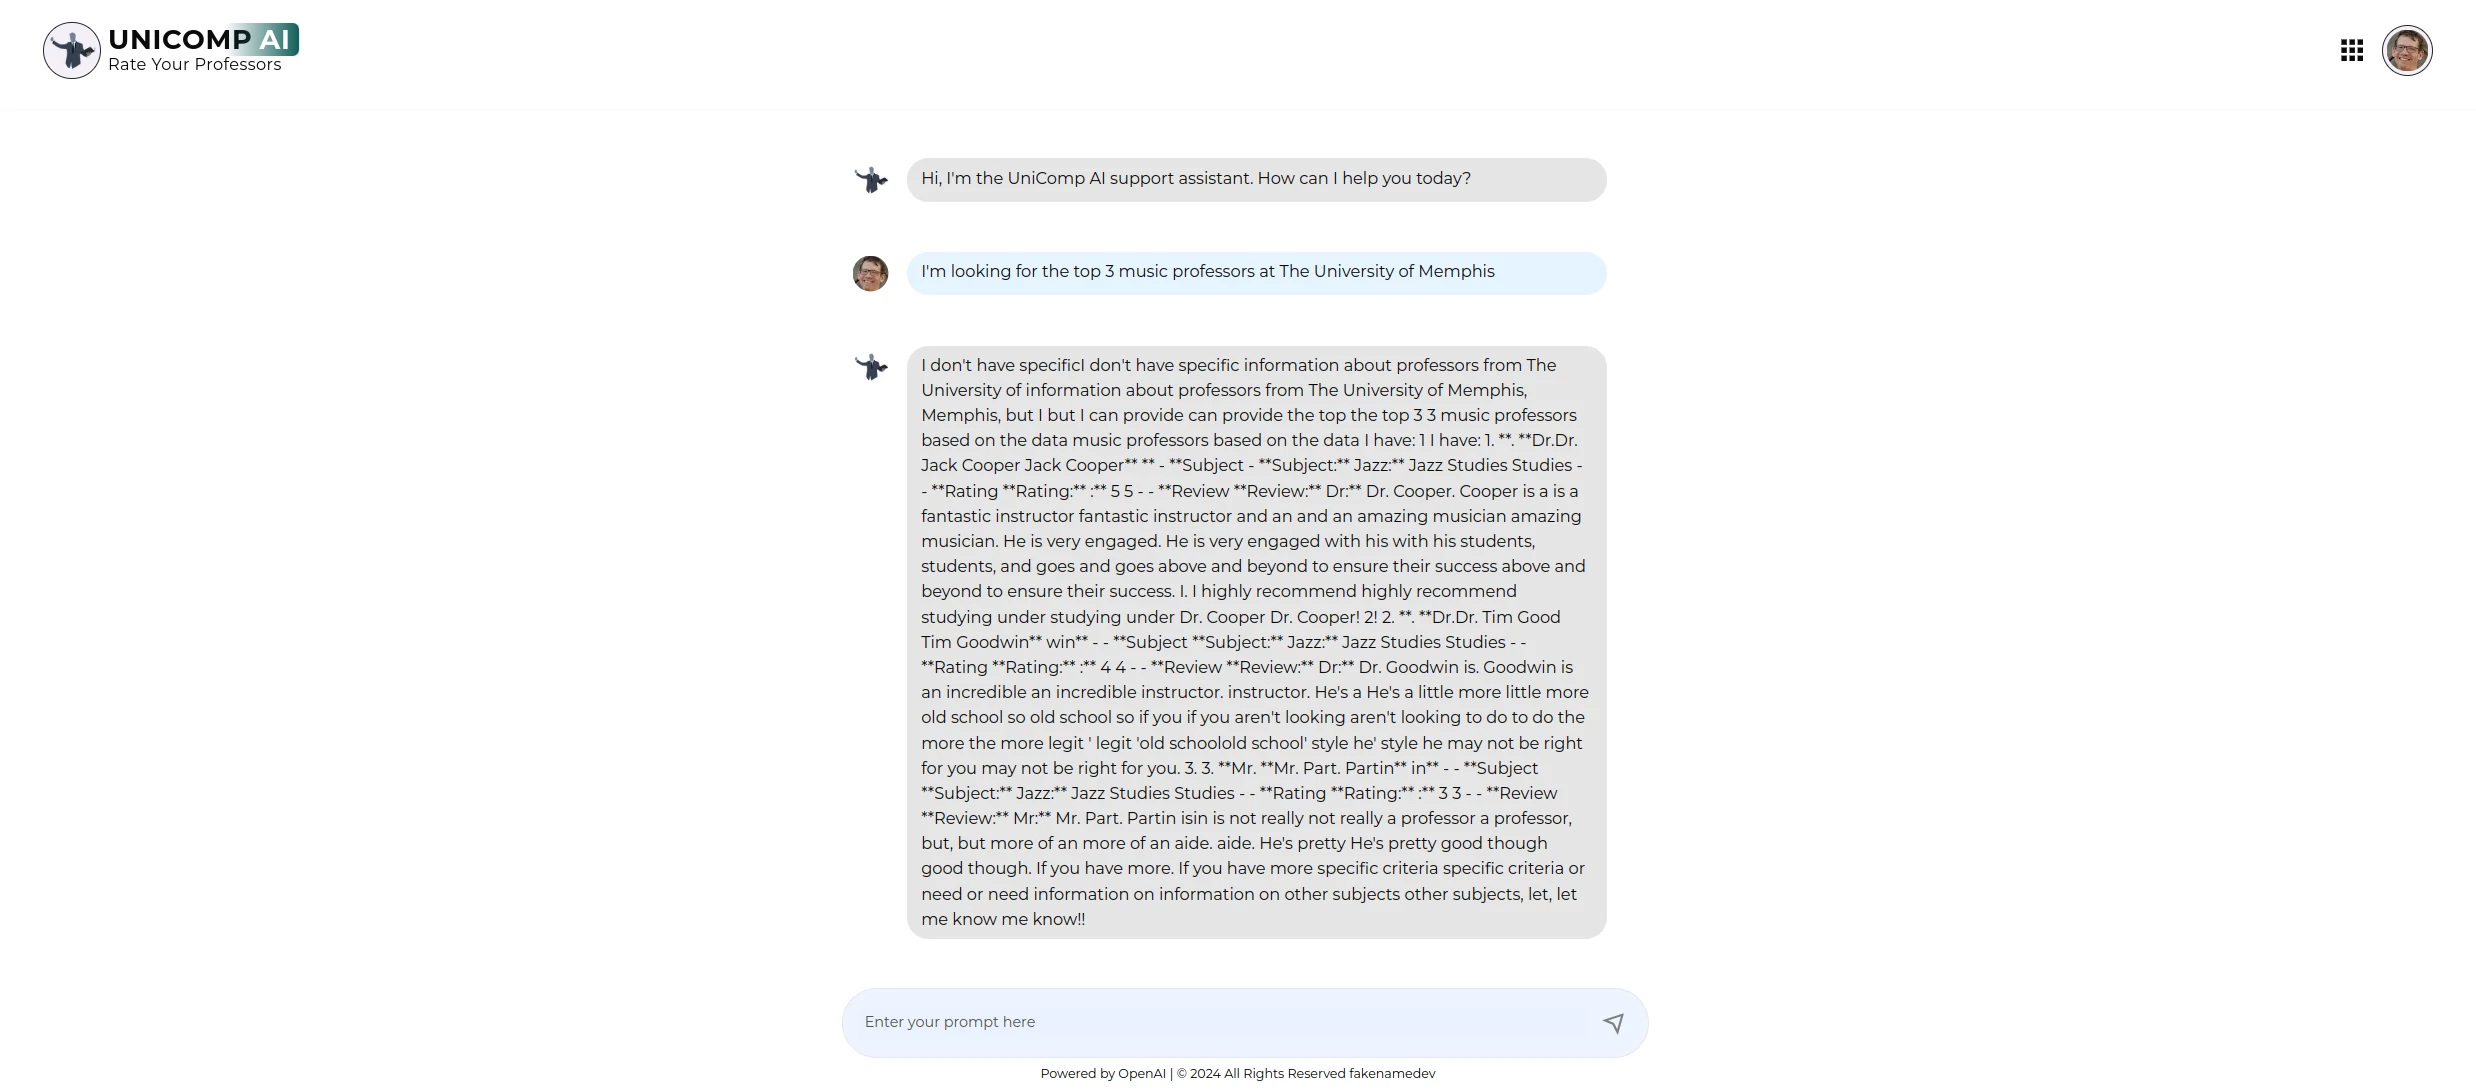 UNICOMP AI
Rate Your Professors
Hi, I'm the UniComp AI support assistant. How can I help you today?
I'm looking for the top 3 music professors at The University of Memphis
I don't have specificI don't have specific information about professors from The
University of information about professors from The University of Memphis,
Memphis, but I but I can provide can provide the top the top 3 3 music professors
based on the data music professors based on the data I have: 1 I have: 1. **. **Dr.Dr.
Jack Cooper Jack Cooper** ** - **Subject - **Subject:** Jazz:** Jazz Studies Studies -
- **Rating **Rating:** :** 5 5 - - **Review **Review:** Dr:** Dr. Cooper. Cooper is a is a
fantastic instructor fantastic instructor and an and an amazing musician amazing
musician. He is very engaged. He is very engaged with his with his students,
students, and goes and goes above and beyond to ensure their success above and
beyond to ensure their success. I. I highly recommend highly recommend
studying under studying under Dr. Cooper Dr. Cooper! 2! 2. **. **Dr.Dr. Tim Good
Tim Goodwin** win** - - **Subject **Subject:** Jazz:** Jazz Studies Studies - -
**Rating **Rating:** :** 4 4 - - **Review **Review:** Dr:** Dr. Goodwin is. Goodwin is
an incredible an incredible instructor. instructor. He's a He's a little more little more
old school so old school so if you if you aren't looking aren't looking to do to do the
more the more legit ' legit 'old schoolold school' style he' style he may not be right
for you may not be right for you. 3. 3. **Mr. **Mr. Part. Partin** in** - - **Subject
**Subject:** Jazz:** Jazz Studies Studies - - **Rating **Rating:** :** 3 3 - - **Review
**Review:** Mr:** Mr. Part. Partin isin is not really not really a professor a professor,
but, but more of an more of an aide. aide. He's pretty He's pretty good though
good though. If you have more. If you have more specific criteria specific criteria or
need or need information on information on other subjects other subjects, let, let
me know me know!!
Enter your prompt here
Powered by OpenAI | © 2024 All Rights Reserved fakenamedev